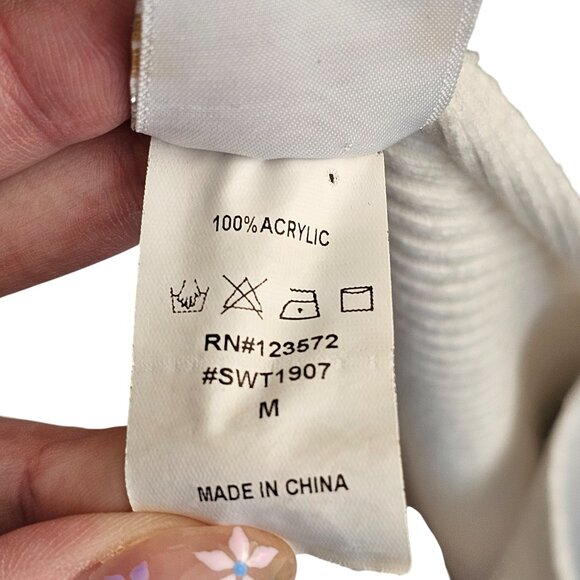 100% ACRYLIC
RN#123572
#SWT1907
M
MADE IN CHINA